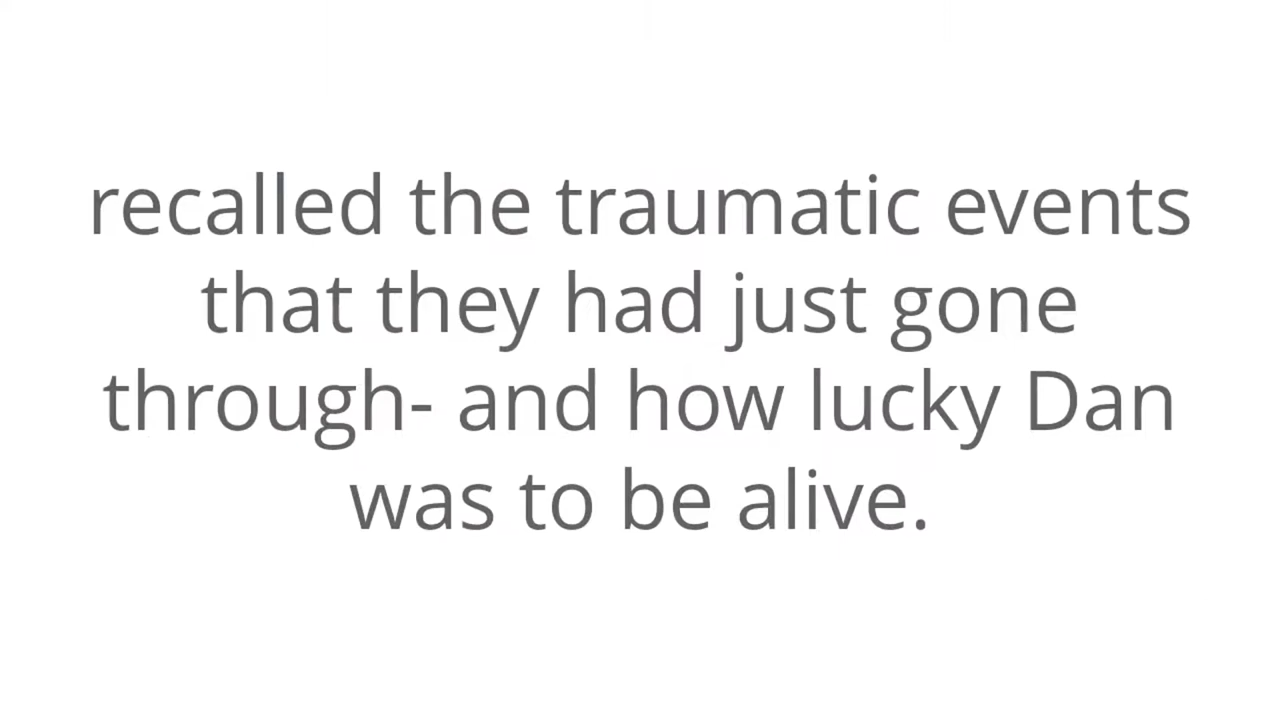 recalled the traumatic events
that they had just gone
through- and how lucky Dan
was to be alive.